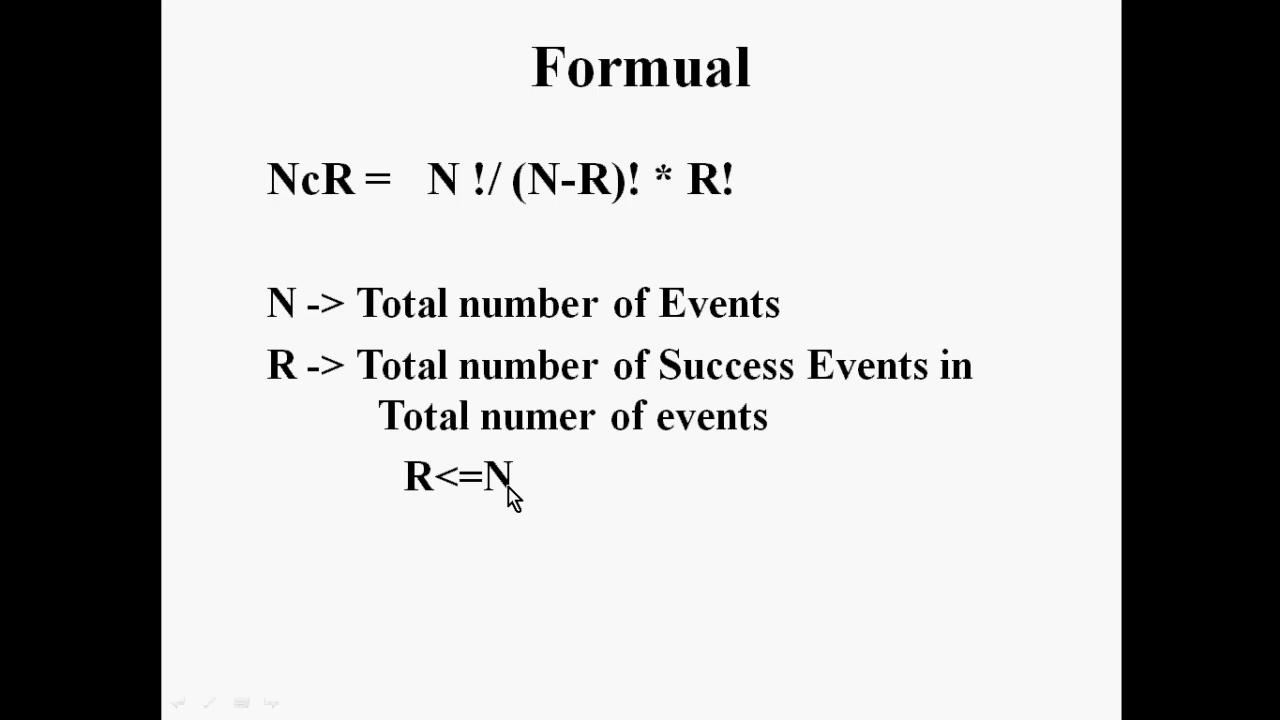 Formual
NcR = N !/ (N-R)! * R!
N -> Total number of Events
R -> Total number of Success Events in
Total numer of events
R<=N